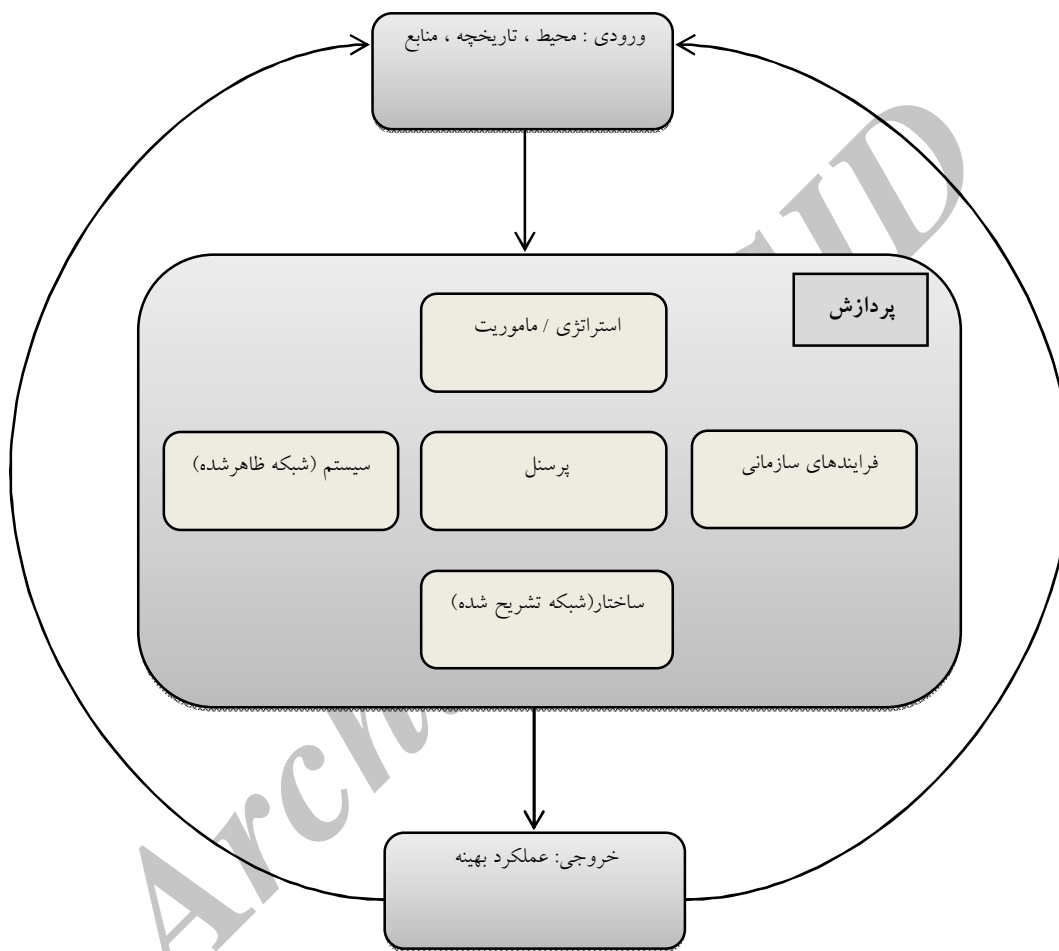 ورودی : محیط ، تاریخچه ، منابع
پردازش
استراتژی / ماموریت
فرایندهای سازمانی
پرسنل
سیستم (شبکه ظاهرشده)
ساختار(شبکه تشریح شده)
خروجی: عملکرد بهینه